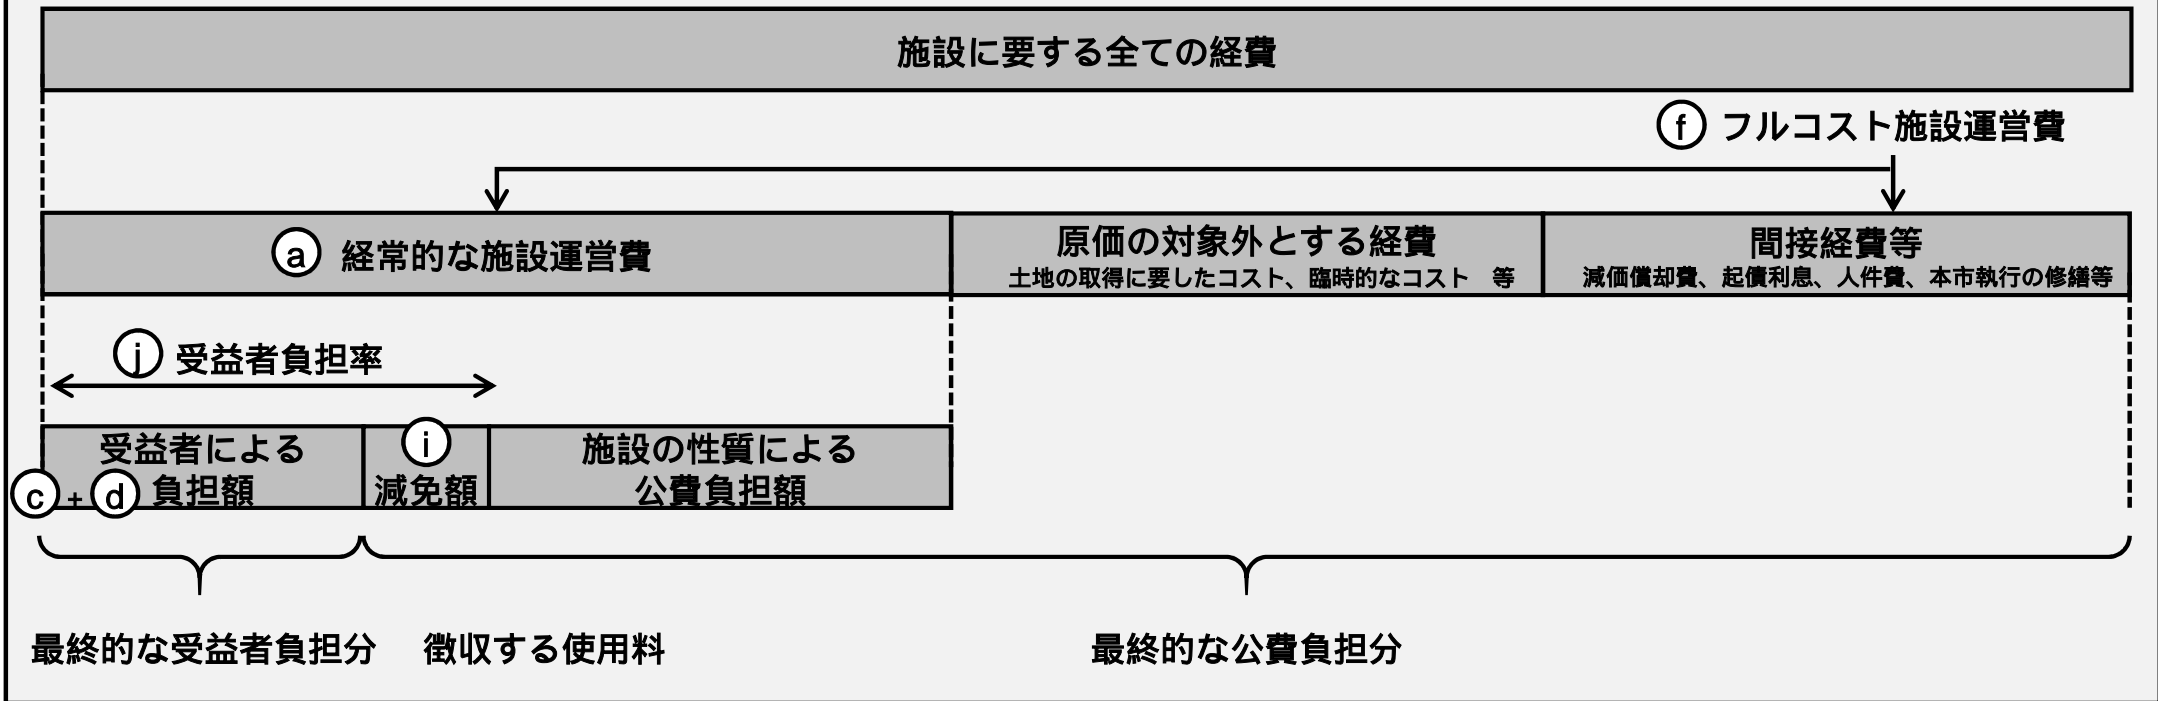 施設に要する全ての経費
f フルコスト施設運営費
a 経常的な施設運営費
原価の対象外とする経費
土地の取得に要したコスト、臨時的なコスト 等
間接経費等
減価償却費、起債利息、人件費、本市執行の修繕等
j 受益者負担率
受益者による
c + d 負担額
i
減免額
施設の性質による
公費負担額
最終的な受益者負担分
徴収する使用料
最終的な公費負担分